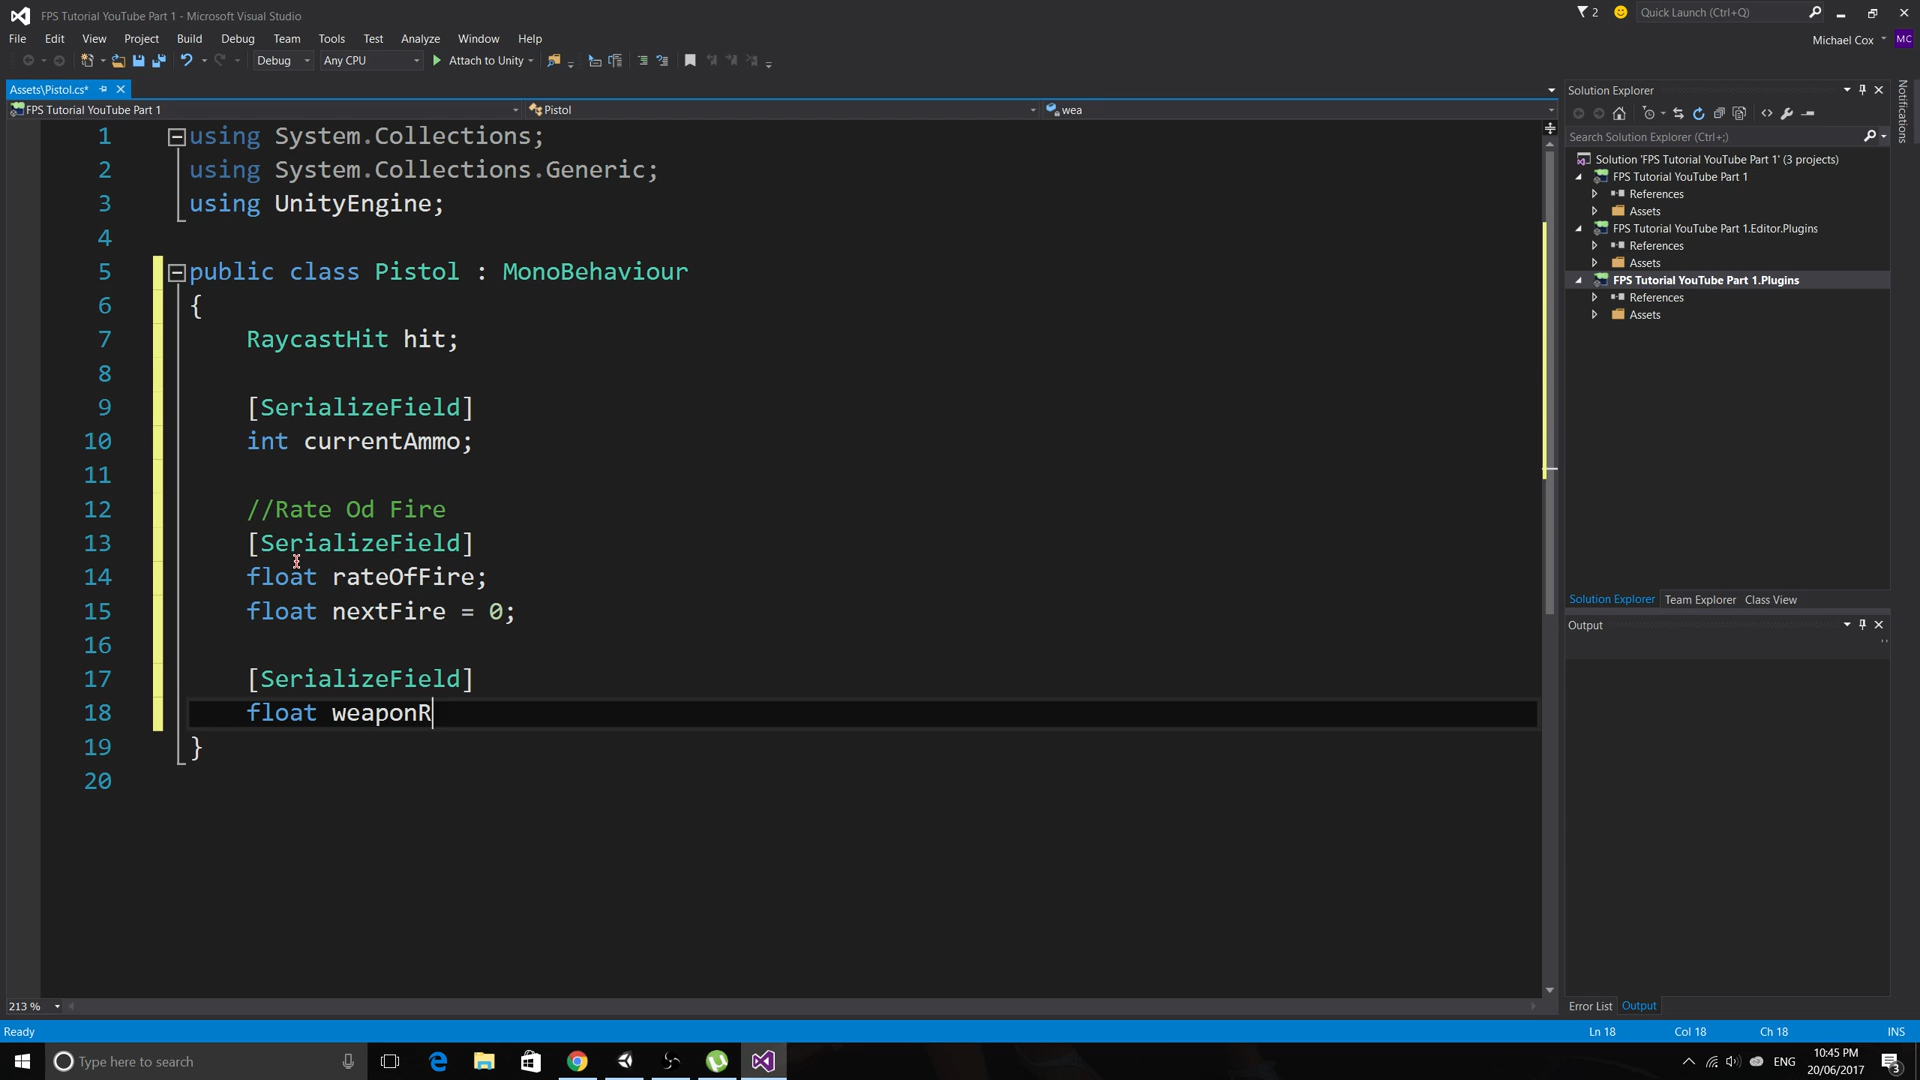 FPS Tutorial YouTube Part 1 - Microsoft Visual Studio
2
Quick Launch (Ctrl+Q)
File Edit View Project Build Debug Team Tools Test Analyze Window Help
Michael Cox MC
Debug Any CPU Attach to Unity
Assets\Pistol.cs*
FPS Tutorial YouTube Part 1 Pistol wea
1 using System.Collections;
2 using System.Collections.Generic;
3 using UnityEngine;
4
5 public class Pistol : MonoBehaviour
6 {
7 RaycastHit hit;
8
9 [SerializeField]
10 int currentAmmo;
11
12 //Rate Od Fire
13 [SerializeField]
14 float rateOfFire;
15 float nextFire = 0;
16
17 [SerializeField]
18 float weaponR
19 }
20
213 %
Solution Explorer
Search Solution Explorer (Ctrl+;)
Solution 'FPS Tutorial YouTube Part 1' (3 projects)
FPS Tutorial YouTube Part 1
References
Assets
FPS Tutorial YouTube Part 1.Editor.Plugins
References
Assets
FPS Tutorial YouTube Part 1.Plugins
References
Assets
Solution Explorer Team Explorer Class View
Output
Error List Output
Notifications
Ready Ln 18 Col 18 Ch 18 INS
Type here to search
ENG
10:45 PM
20/06/2017
3